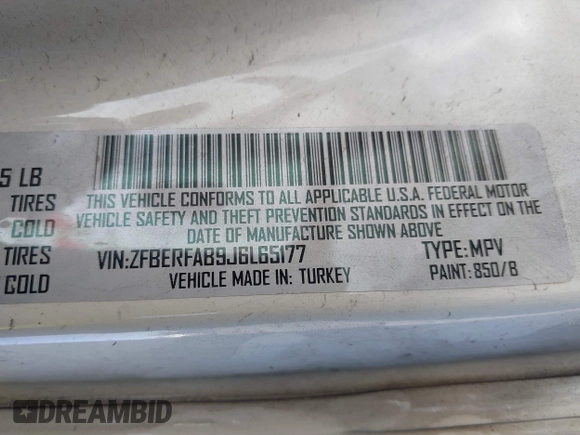 5 LB
TIRES
COLD
TIRES
COLD
THIS VEHICLE CONFORMS TO ALL APPLICABLE U.S.A. FEDERAL MOTOR
VEHICLE SAFETY AND THEFT PREVENTION STANDARDS IN EFFECT ON THE
DATE OF MANUFACTURE SHOWN ABOVE
VIN:ZFBERFAB9J6L65177 TYPE:MPV
VEHICLE MADE IN: TURKEY PAINT: 850/B
DREAMBID